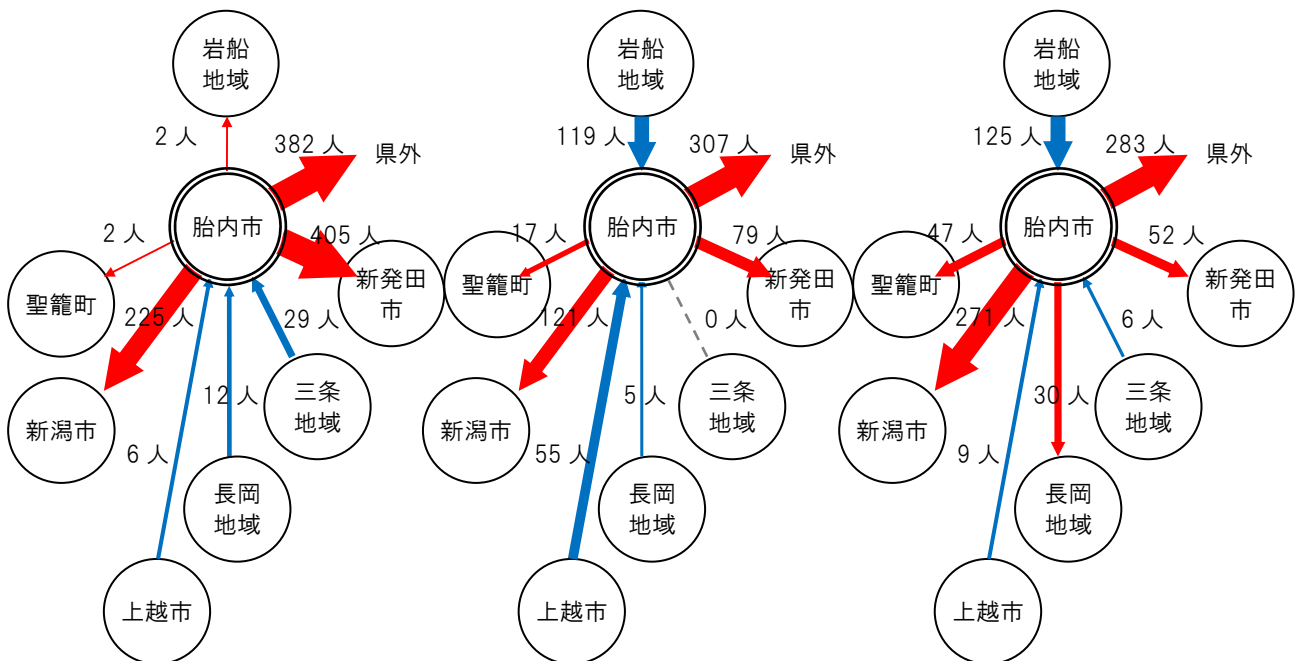 岩船
地域
2 人
382 人
県外
胎内市
2 人
405 人
聖籠町
新発田
市
225 人
29 人
新潟市
12 人
三条
地域
6 人
長岡
地域
上越市
岩船
地域
119 人
307 人
県外
胎内市
17 人
79 人
聖籠町
新発田
市
121 人
0 人
新潟市
5 人
三条
地域
55 人
長岡
地域
上越市
岩船
地域
125 人
283 人
県外
胎内市
47 人
52 人
聖籠町
新発田
市
271 人
6 人
新潟市
30 人
三条
地域
9 人
長岡
地域
上越市